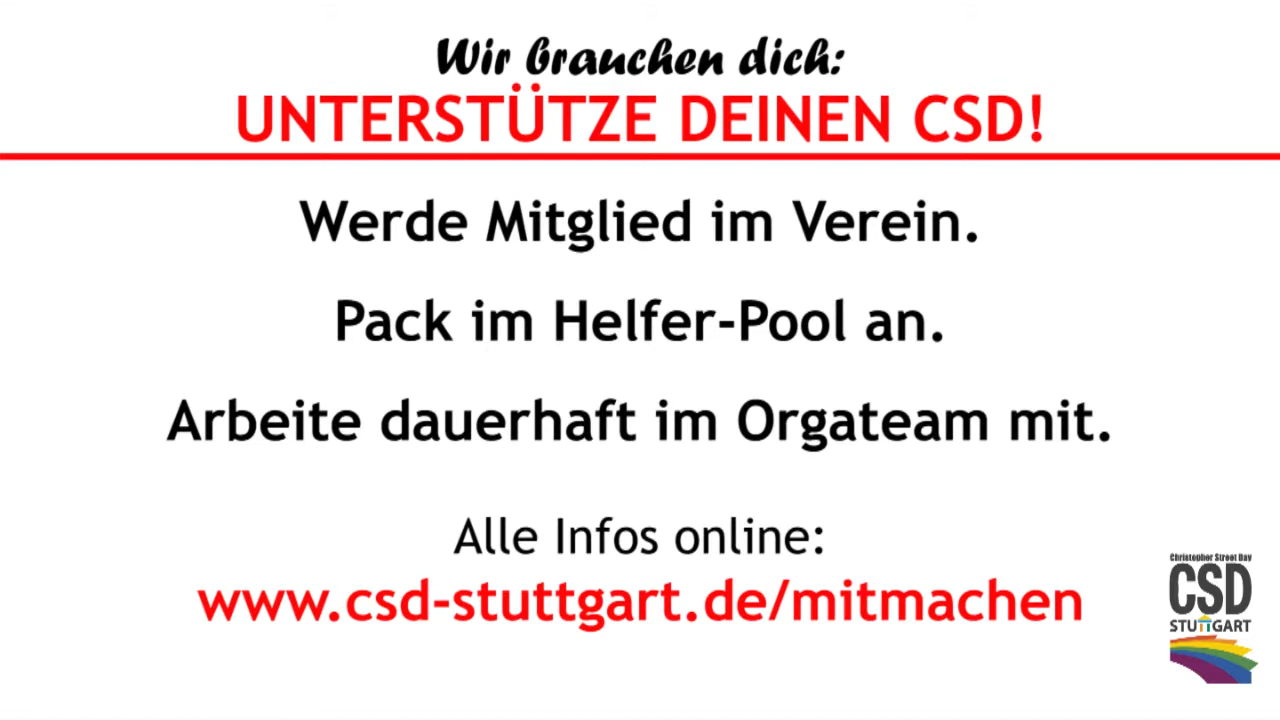 Wir brauchen dich:
UNTERSTÜTZE DEINEN CSD!
Werde Mitglied im Verein.
Pack im Helfer-Pool an.
Arbeite dauerhaft im Orgateam mit.
Alle Infos online:
www.csd-stuttgart.de/mitmachen
Christopher Street Day
CSD
STUTTGART